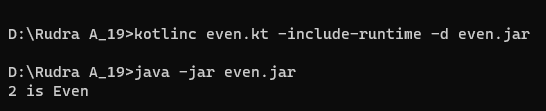 D:\Rudra A_19>kotlinc even.kt -include-runtime -d even.jar
D:\Rudra A_19>java -jar even.jar
2 is Even